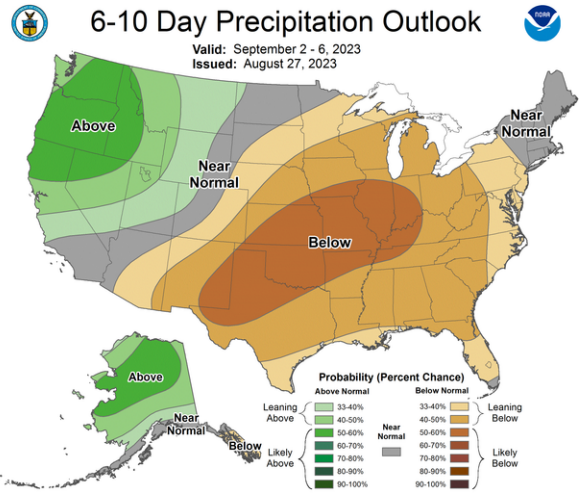 6-10 Day Precipitation Outlook
Valid: September 2 - 6, 2023
Issued: August 27, 2023
NOAA
Above
Near
Normal
Near
Normal
Below
Above
Near
Normal
Below
Probability (Percent Chance)
Above Normal
Below Normal
Leaning
Above
33-40%
40-50%
Likely
Above
50-60%
60-70%
70-80%
80-90%
90-100%
Near
Normal
33-40%
40-50%
Leaning
Below
50-60%
60-70%
70-80%
80-90%
90-100%
Likely
Below